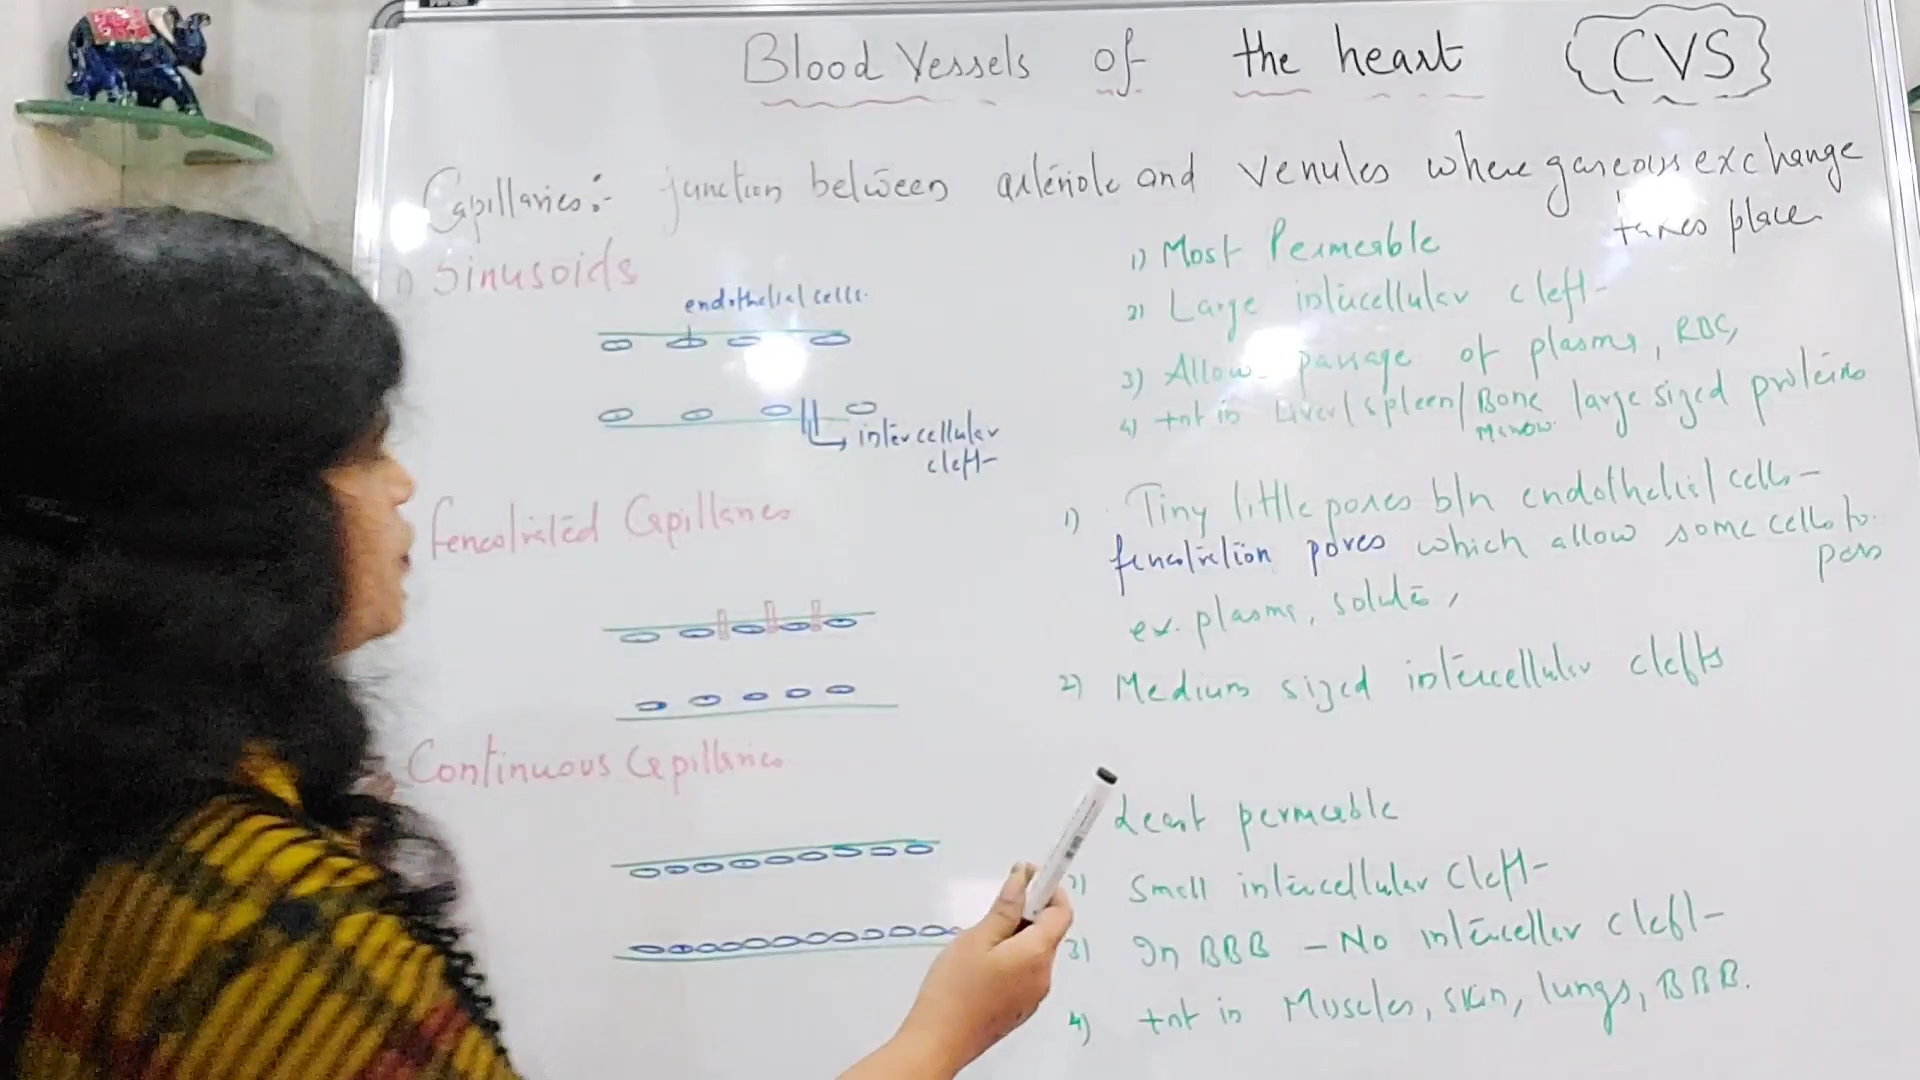 Blood Vessels of the heart CVS
Capillaries:- junction between arteriole and venules where gaseous exchange
takes place
1) Sinusoids
endothelial cells.
intercellular
cleft
1) Most Permeable
2) Large intercellular cleft
3) Allow passage of plasma, RBC,
large sized proteins
4) +nt in Liver/spleen/Bone
Marrow
Fenestrated Capillaries
1) Tiny little pores b/n endothelial cells -
fenestration pores which allow some cells to
pass
ex. plasma, solute,
2) Medium sized intercellular clefts
Continuous Capillaries
Least permeable
2) Small intercellular cleft
3) In BBB - No intercellar cleft
4) +nt in Muscles, skin, lungs, BBB.